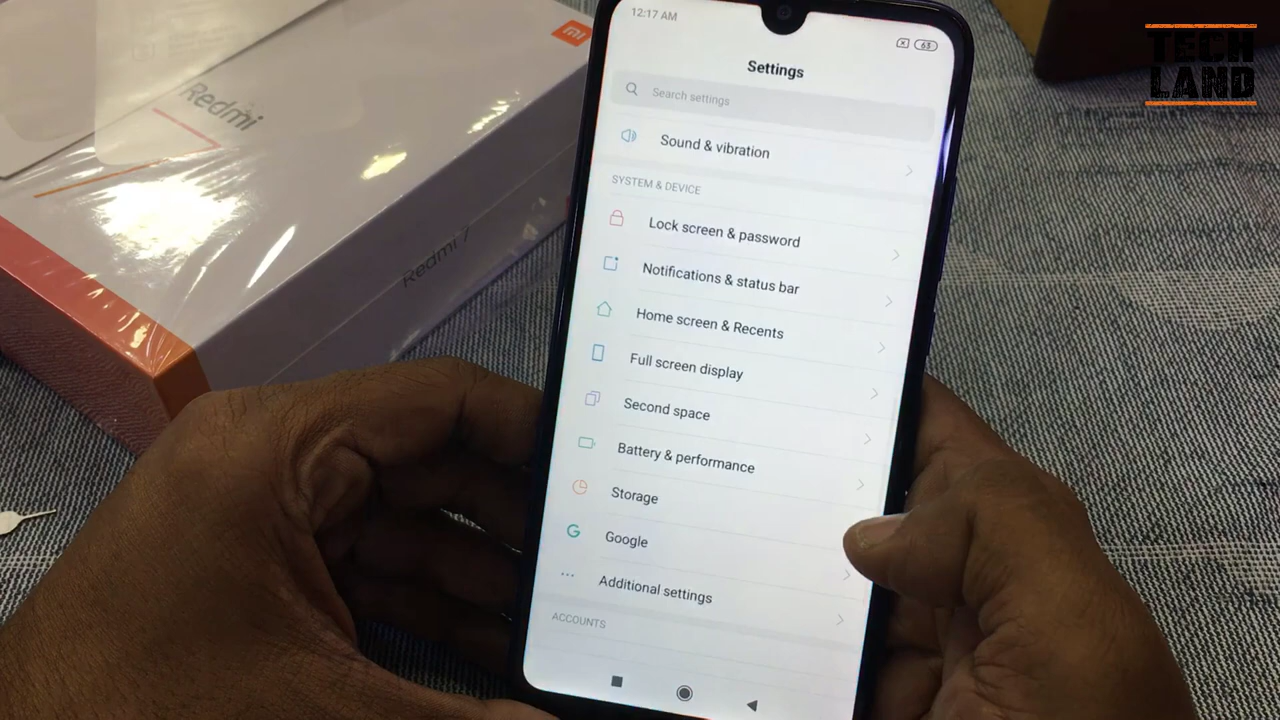 12:17 AM
63
Settings
Search settings
Sound & vibration
SYSTEM & DEVICE
Lock screen & password
Notifications & status bar
Home screen & Recents
Full screen display
Second space
Battery & performance
Storage
Google
Additional settings
ACCOUNTS
Redmi
mi
Redmi 7
TECH
LAND